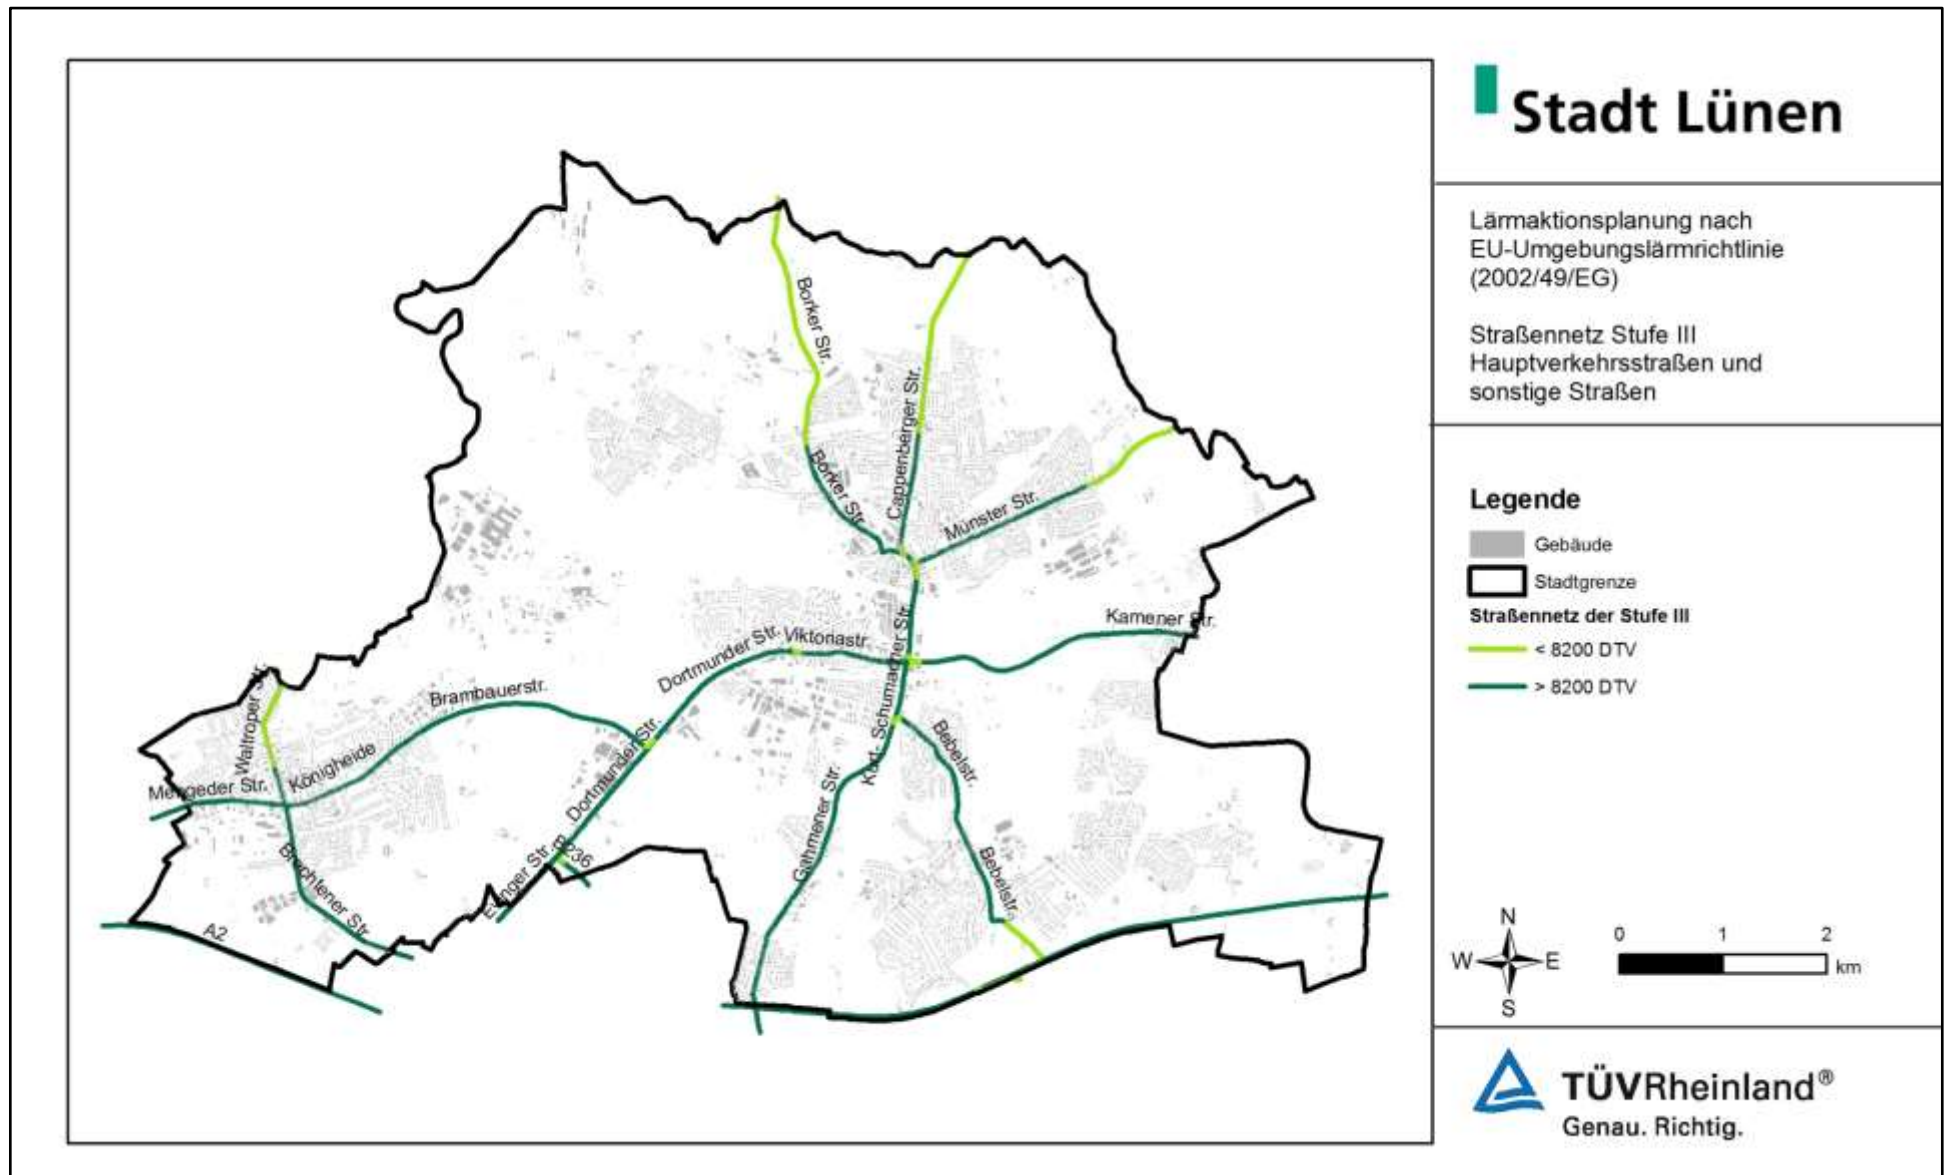 Stadt Lünen
Lärmaktionsplanung nach
EU-Umgebungslärmrichtlinie
(2002/49/EG)
Straßennetz Stufe III
Hauptverkehrsstraßen und
sonstige Straßen
Legende
Gebäude
Stadtgrenze
Straßennetz der Stufe III
< 8200 DTV
> 8200 DTV
N
W E
S
0 1 2
km
TÜVRheinland®
Genau. Richtig.
Borker Str.
Cappenberger Str.
Borker Str.
Münster Str.
Kamener Str.
Dortmunder Str.
Viktoriastr.
Kurt- Schumacher Str.
Brambauerstr.
Waltroper Str.
Königheide
Mengeder Str.
Dortmunder Str.
Bebelstr.
Gahmener Str.
Bebelstr.
Brechtener Str.
Evinger Str.
B236
A2